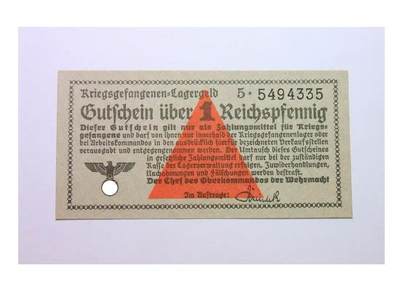 Kriegsgefangenen-Lagergeld 5 · 5494335
Gutschein über 1 Reichspfennig
Dieser Gutschein gilt nur als Zahlungsmittel für Kriegs-
gefangene und darf von ihnen nur innerhalb der Kriegsgefangenenlager oder
bei Arbeitskommandos in den ausdrücklich hierfür bezeichneten Verkaufsstellen
verausgabt und entgegengenommen werden. Der Umtausch dieses Gutscheines
in gesetzliche Zahlungsmittel darf nur bei der zuständigen
Kasse der Lagerverwaltung erfolgen. Zuwiderhandlungen,
Nachahmungen und Fälschungen werden bestraft.
Der Chef des Oberkommandos der Wehrmacht
Im Auftrage: